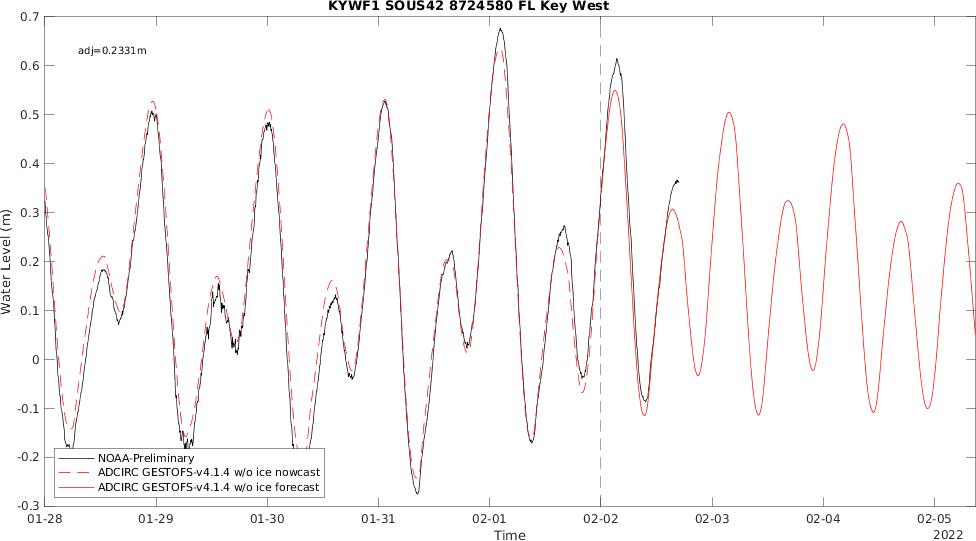 KYWF1 SOUS42 8724580 FL Key West
adj=0.2331m
0.7
0.6
0.5
0.4
0.3
0.2
0.1
0
-0.1
-0.2
-0.3
Water Level (m)
NOAA-Preliminary
ADCIRC GESTOFS-v4.1.4 w/o ice nowcast
ADCIRC GESTOFS-v4.1.4 w/o ice forecast
01-28 01-29 01-30 01-31 02-01 02-02 02-03 02-04 02-05
Time
2022